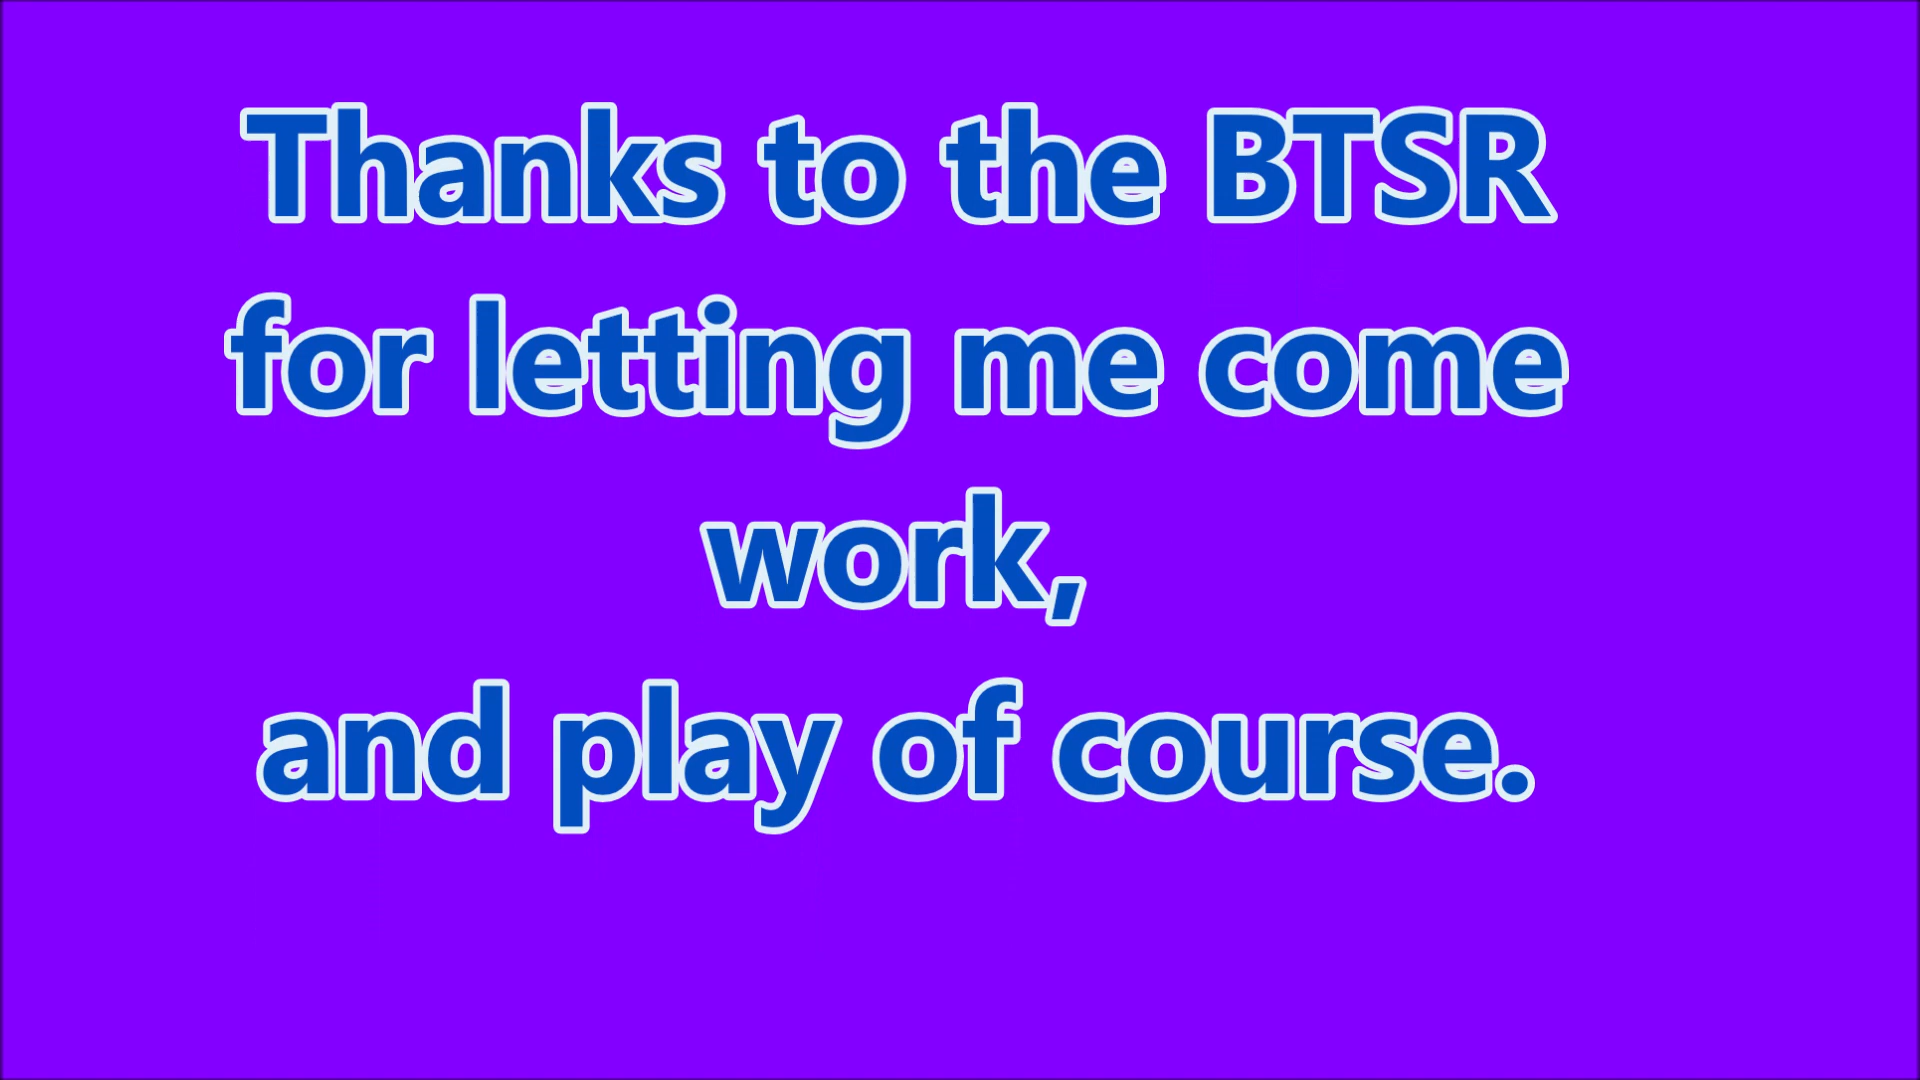 Thanks to the BTSR
for letting me come
work,
and play of course.